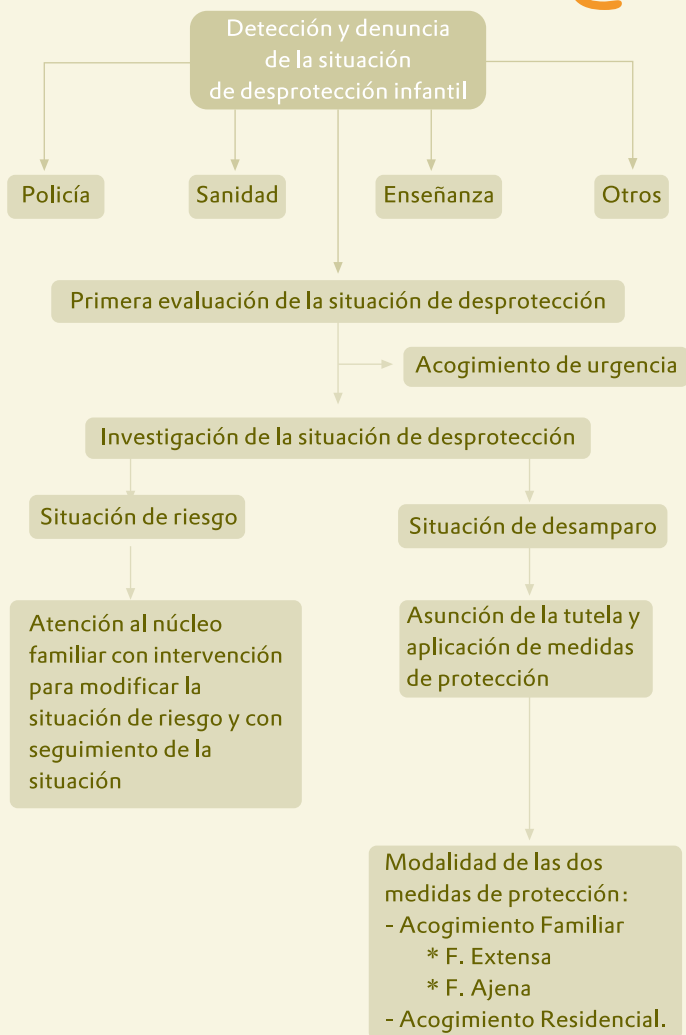 Detección y denuncia
de la situación
de desprotección infantil
Policía
Sanidad
Enseñanza
Otros
Primera evaluación de la situación de desprotección
Acogimiento de urgencia
Investigación de la situación de desprotección
Situación de riesgo
Situación de desamparo
Atención al núcleo
familiar con intervención
para modificar la
situación de riesgo y con
seguimiento de la
situación
Asunción de la tutela y
aplicación de medidas
de protección
Modalidad de las dos
medidas de protección:
- Acogimiento Familiar
* F. Extensa
* F. Ajena
- Acogimiento Residencial.